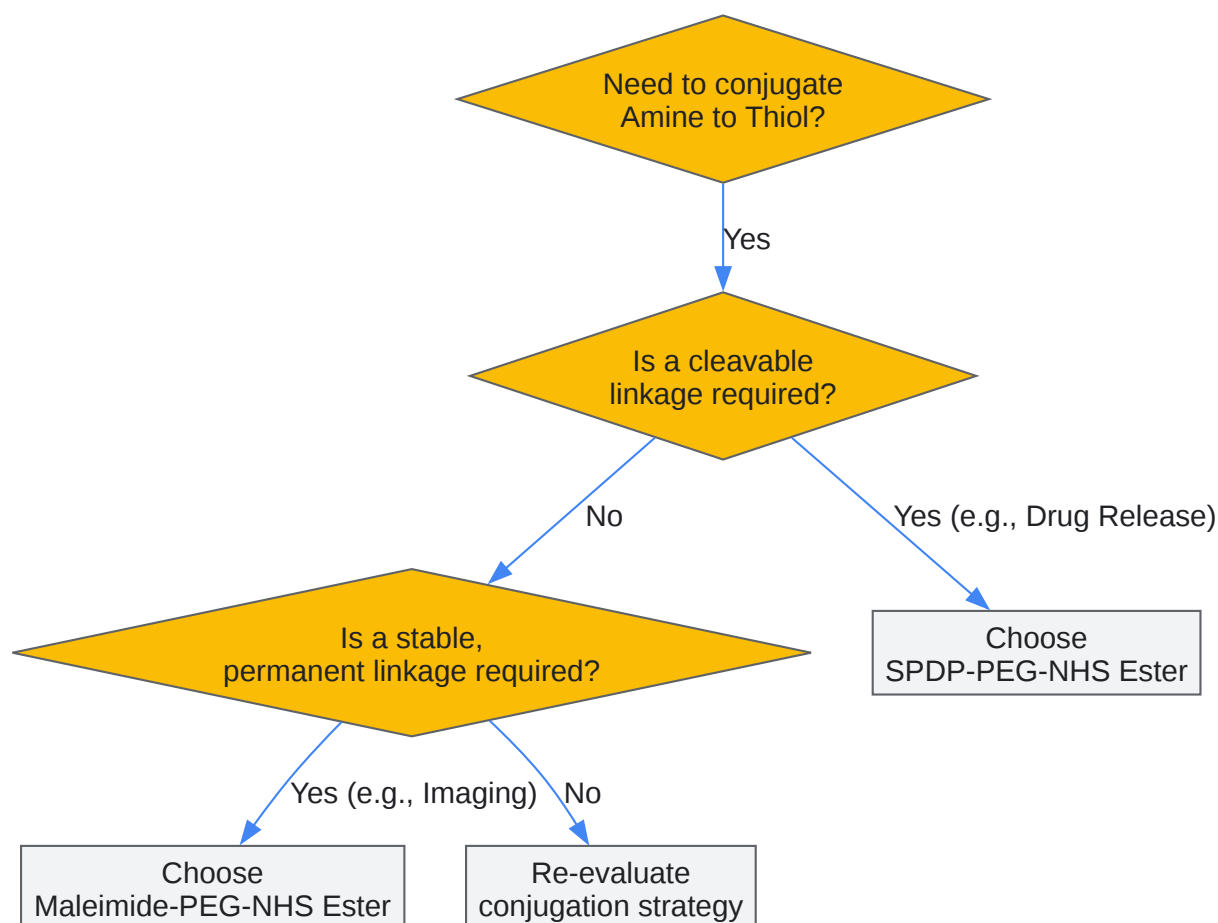 Need to conjugate
Amine to Thiol?
Yes
Is a cleavable
linkage required?
No
Yes (e.g., Drug Release)
Is a stable,
permanent linkage required?
Choose
SPDP-PEG-NHS Ester
Yes (e.g., Imaging)
No
Choose
Maleimide-PEG-NHS Ester
Re-evaluate
conjugation strategy